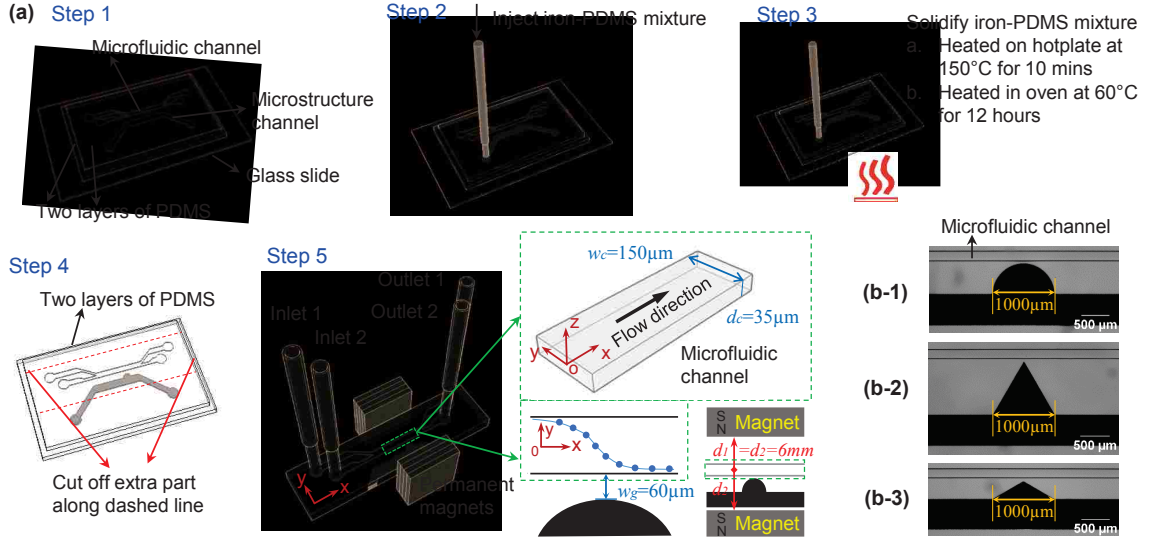 (a)
Step 1
Microfluidic channel
Microstructure
channel
Glass slide
Two layers of PDMS
Step 2
Inject iron-PDMS mixture
Step 3
Solidify iron-PDMS mixture
a. Heated on hotplate at
150°C for 10 mins
b. Heated in oven at 60°C
for 12 hours
Step 4
Two layers of PDMS
Cut off extra part
along dashed line
Step 5
Outlet 1
Outlet 2
Inlet 1
Inlet 2
y
x
magnets
wc=150µm
dc=35µm
Flow direction
z
y
o
x
Microfluidic
channel
y
0
x
wg=60µm
S
N
Magnet
d1=d2=6mm
d2
S
N
Magnet
Microfluidic channel
(b-1)
1000µm
500 µm
(b-2)
1000µm
500 µm
(b-3)
1000µm
500 µm